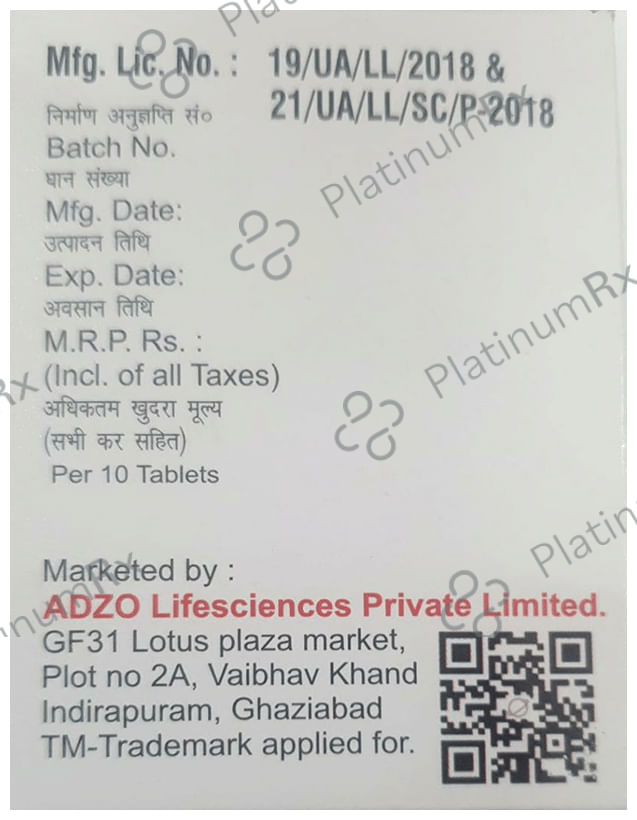 Mfg. Lic. No. : 19/UA/LL/2018 &
21/UA/LL/SC/P-2018
निर्माण अनुज्ञप्ति सं०
Batch No.
घान संख्या
Mfg. Date:
उत्पादन तिथि
Exp. Date:
अवसान तिथि
M.R.P. Rs. :
(Incl. of all Taxes)
अधिकतम खुदरा मूल्य
(सभी कर सहित)
Per 10 Tablets
Marketed by :
ADZO Lifesciences Private Limited.
GF31 Lotus plaza market,
Plot no 2A, Vaibhav Khand
Indirapuram, Ghaziabad
TM-Trademark applied for.
PlatinumRx
PlatinumRx